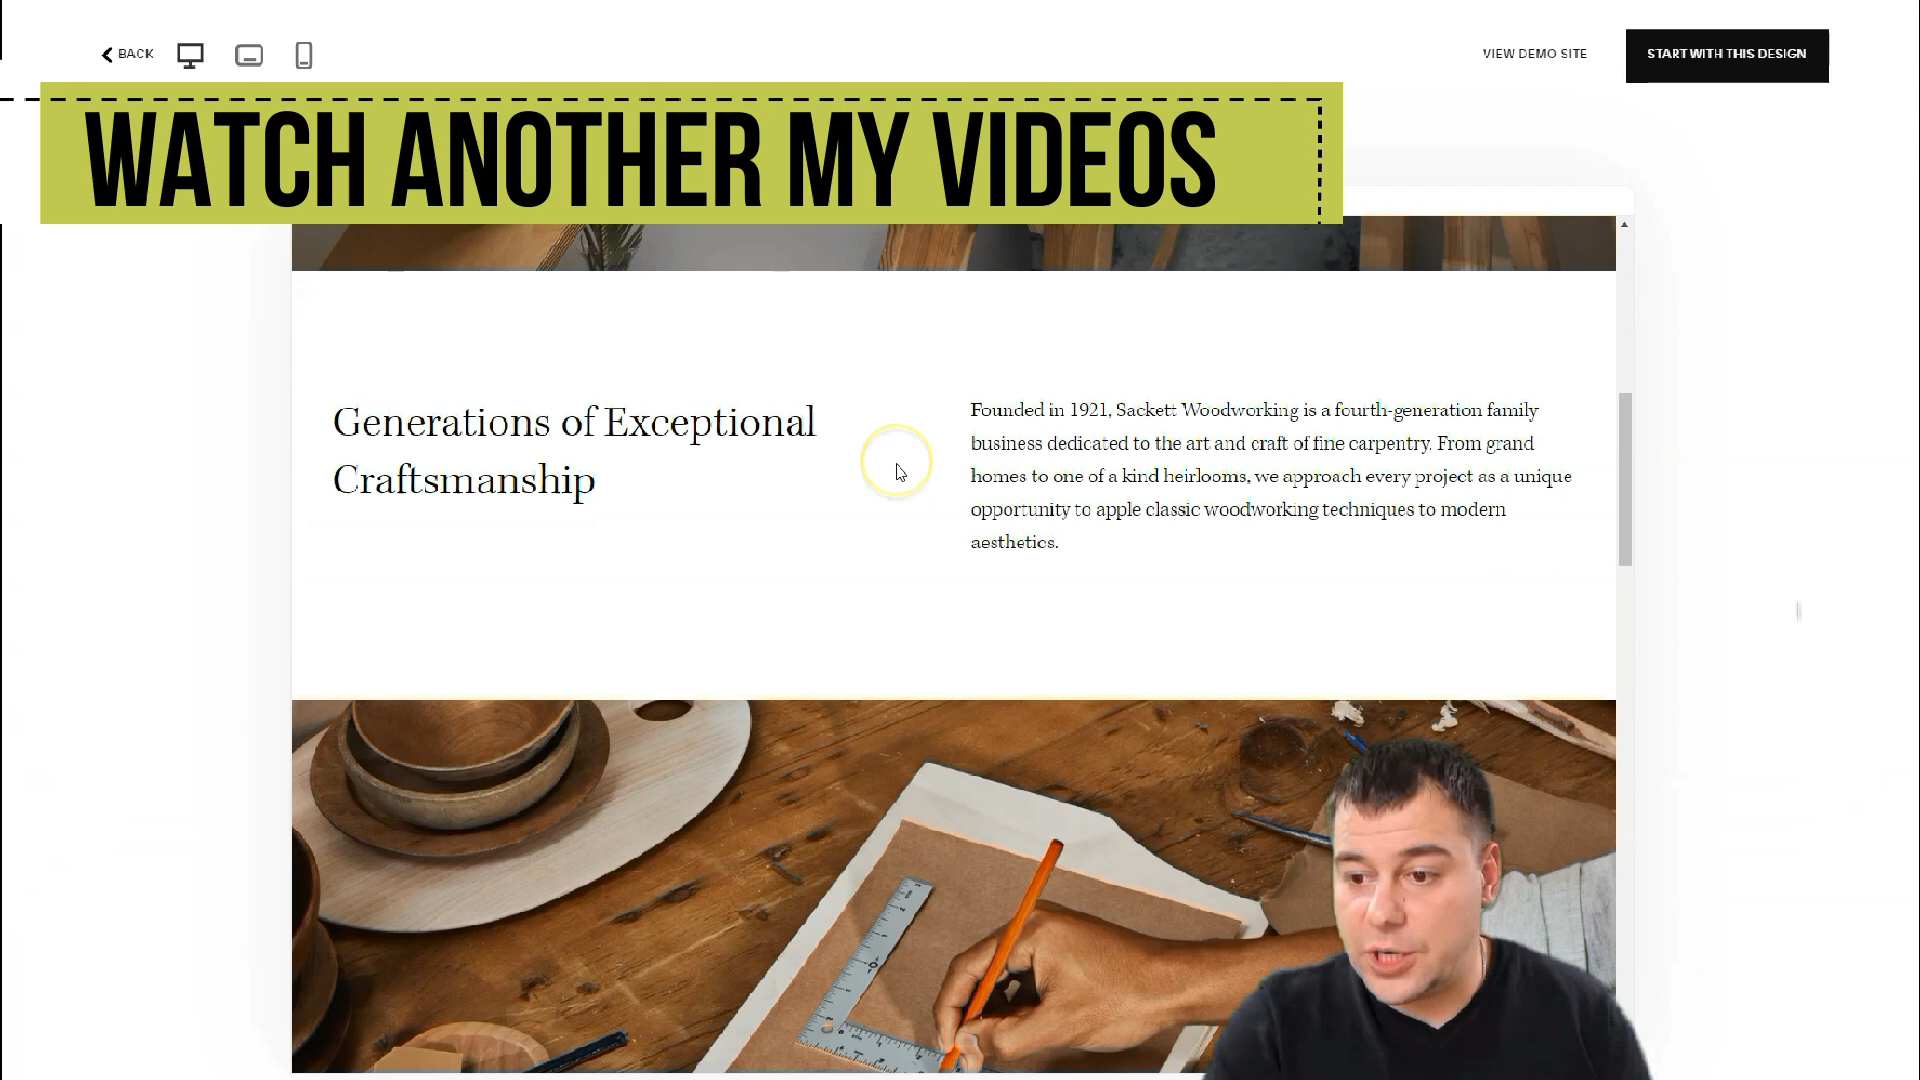 BACK
VIEW DEMO SITE
START WITH THIS DESIGN
WATCH ANOTHER MY VIDEOS
Generations of Exceptional
Craftsmanship
Founded in 1921, Sackett Woodworking is a fourth-generation family
business dedicated to the art and craft of fine carpentry. From grand
homes to one of a kind heirlooms, we approach every project as a unique
opportunity to apple classic woodworking techniques to modern
aesthetics.